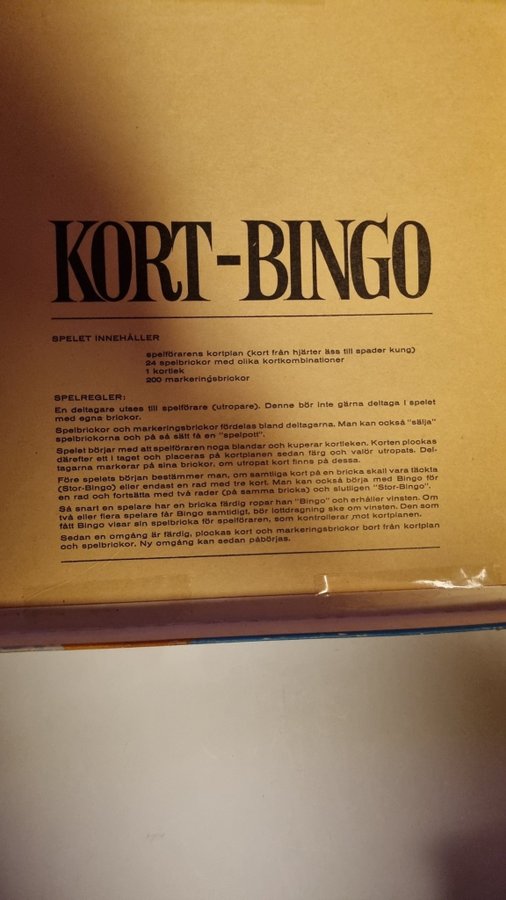 KORT-BINGO
SPELET INNEHÅLLER
spelförarens kortplan (kort från hjärter äss till spader kung)
24 spelbrickor med olika kortkombinationer
1 kortlek
200 markeringsbrickor
SPELREGLER:
En deltagare utses till spelförare (utropare). Denne bör inte gärna deltaga i spelet
med egna brickor.
Spelbrickor och markeringsbrickor fördelas bland deltagarna. Man kan också "sälja"
spelbrickorna och på så sätt få en "spelpott".
Spelet börjar med att spelföraren noga blandar och kuperar kortleken. Korten plockas
därefter ett i taget och placeras på kortplanen sedan färg och valör utropats. Del-
tagarna markerar på sina brickor, om utropat kort finns på dessa.
Före spelets början bestämmer man, om samtliga kort på en bricka skall vara täckta
(Stor-Bingo) eller endast en rad med tre kort. Man kan också börja med Bingo för
en rad och fortsätta med två rader (på samma bricka) och slutligen "Stor-Bingo".
Så snart en spelare har en bricka färdig ropar han "Bingo" och erhåller vinsten. Om
två eller flera spelare får Bingo samtidigt, bör lottdragning ske om vinsten. Den som
fått Bingo visar sin spelbricka för spelföraren, som kontrollerar mot kortplanen.
Sedan en omgång är färdig, plockas kort och markeringsbrickor bort från kortplan
och spelbrickor. Ny omgång kan sedan påbörjas.